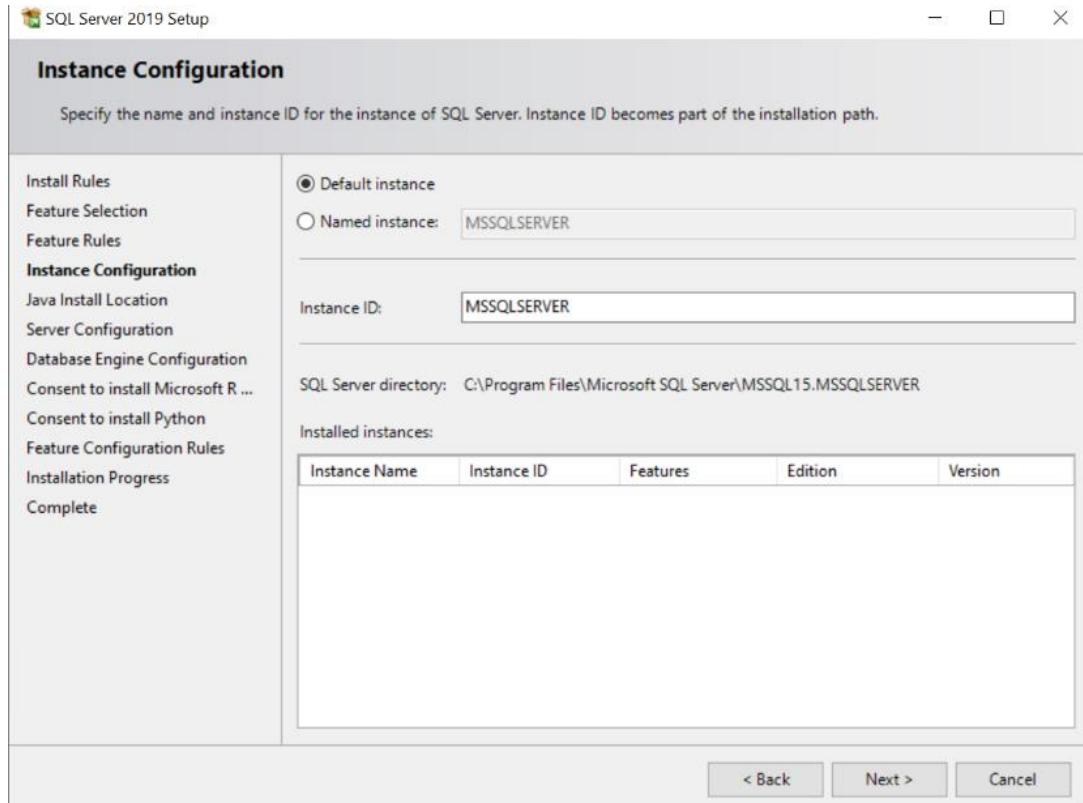 SQL Server 2019 Setup
Instance Configuration
Specify the name and instance ID for the instance of SQL Server. Instance ID becomes part of the installation path.
Install Rules
Feature Selection
Feature Rules
Instance Configuration
Java Install Location
Server Configuration
Database Engine Configuration
Consent to install Microsoft R ...
Consent to install Python
Feature Configuration Rules
Installation Progress
Complete
Default instance
Named instance: MSSQLSERVER
Instance ID: MSSQLSERVER
SQL Server directory: C:\Program Files\Microsoft SQL Server\MSSQL15.MSSQLSERVER
Installed instances:
Instance Name Instance ID Features Edition Version
< Back Next > Cancel